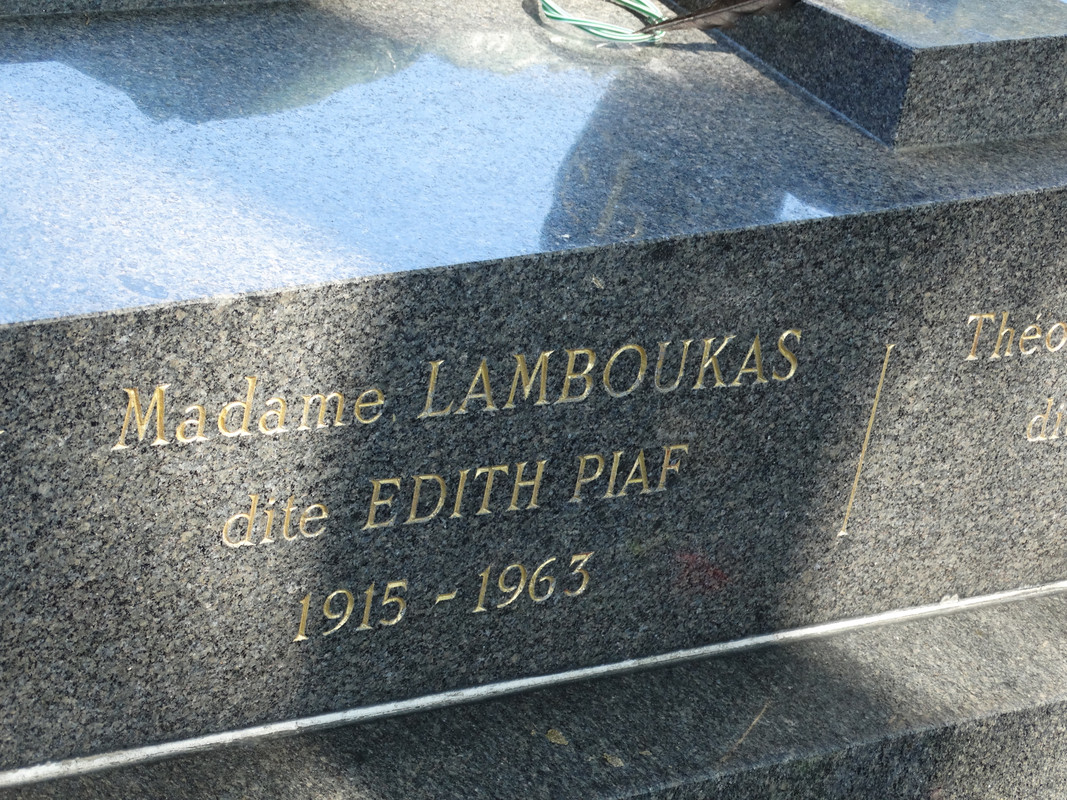 Madame LAMBOUKAS
dite EDITH PIAF
1915 - 1963